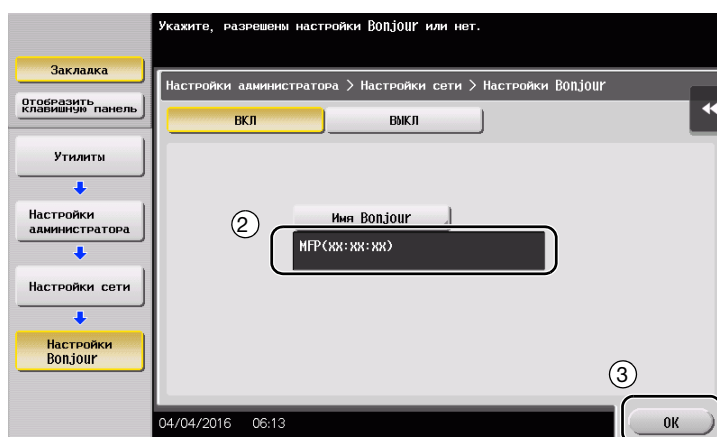 Укажите, разрешены настройки Bonjour или нет.
Закладка
Отобразить
клавишную панель
Настройки администратора > Настройки сети > Настройки Bonjour
ВКЛ
ВЫКЛ
Утилиты
Настройки
администратора
Настройки сети
Настройки
Bonjour
②
Имя Bonjour
MFP(xx:xx:xx)
③
04/04/2016 06:13
OK